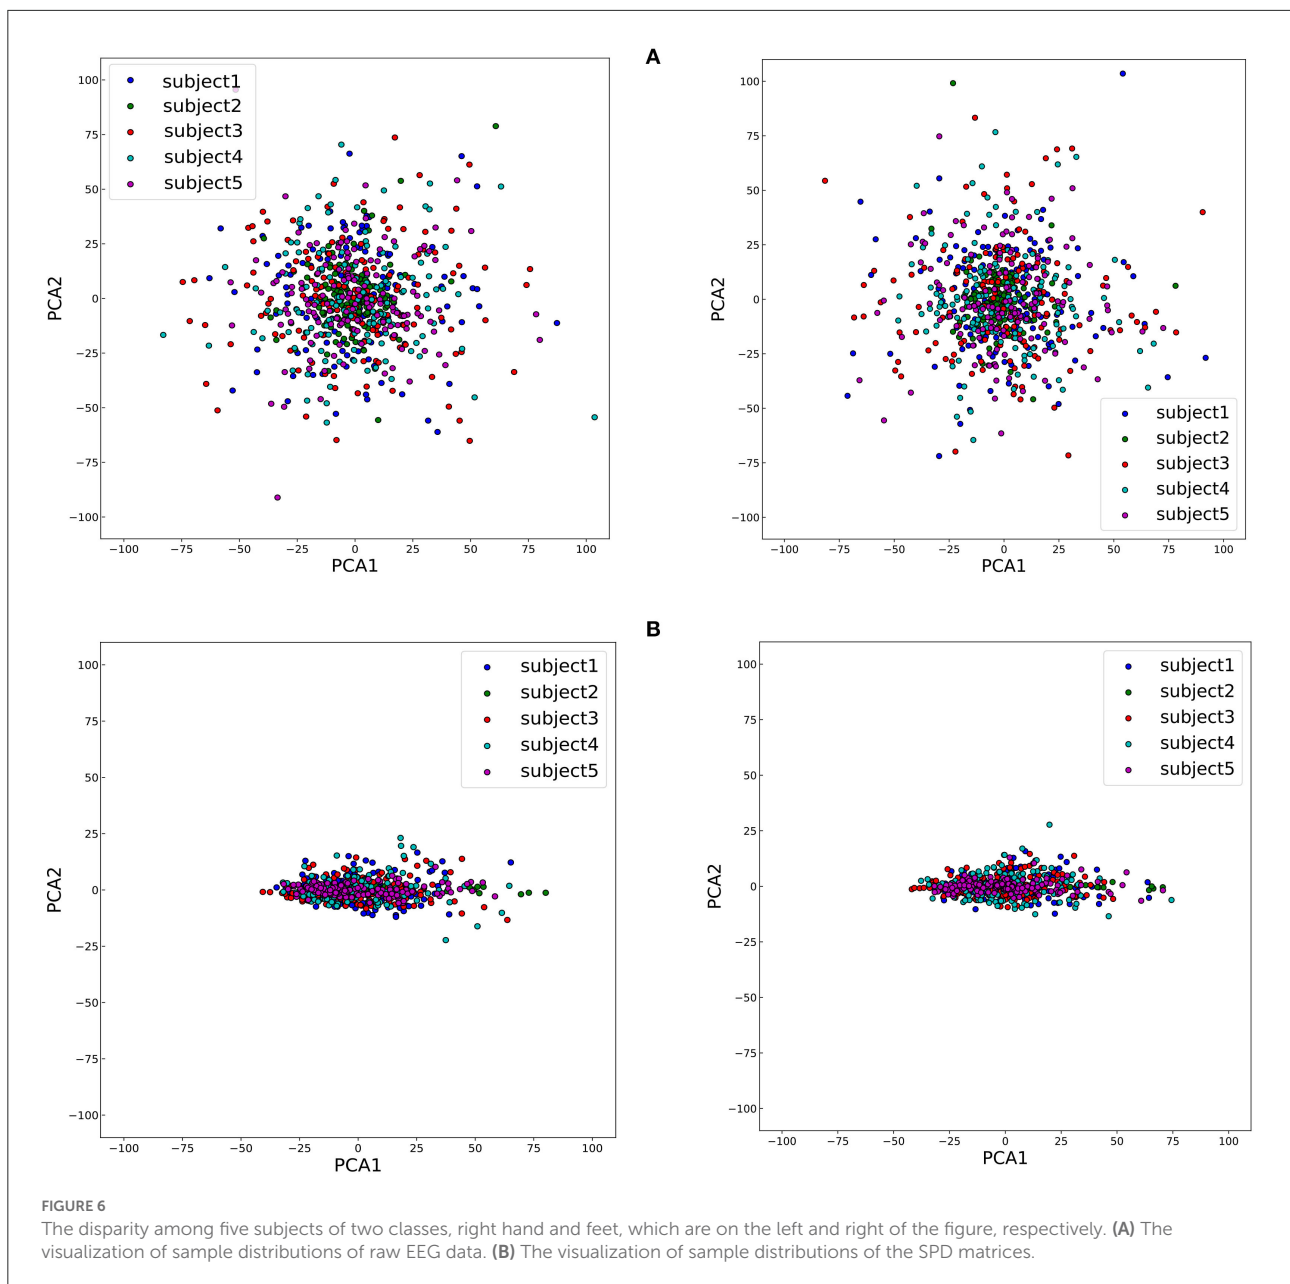 A
100
75
50
25
0
−25
−50
−75
−100
PCA2
subject1
subject2
subject3
subject4
subject5
−100 −75 −50 −25 0 25 50 75 100
PCA1
100
75
50
25
0
−25
−50
−75
−100
PCA2
subject1
subject2
subject3
subject4
subject5
−100 −75 −50 −25 0 25 50 75 100
PCA1
B
100
75
50
25
0
−25
−50
−75
−100
PCA2
subject1
subject2
subject3
subject4
subject5
−100 −75 −50 −25 0 25 50 75 100
PCA1
100
75
50
25
0
−25
−50
−75
−100
PCA2
subject1
subject2
subject3
subject4
subject5
−100 −75 −50 −25 0 25 50 75 100
PCA1
FIGURE 6
The disparity among five subjects of two classes, right hand and feet, which are on the left and right of the figure, respectively. (A) The
visualization of sample distributions of raw EEG data. (B) The visualization of sample distributions of the SPD matrices.